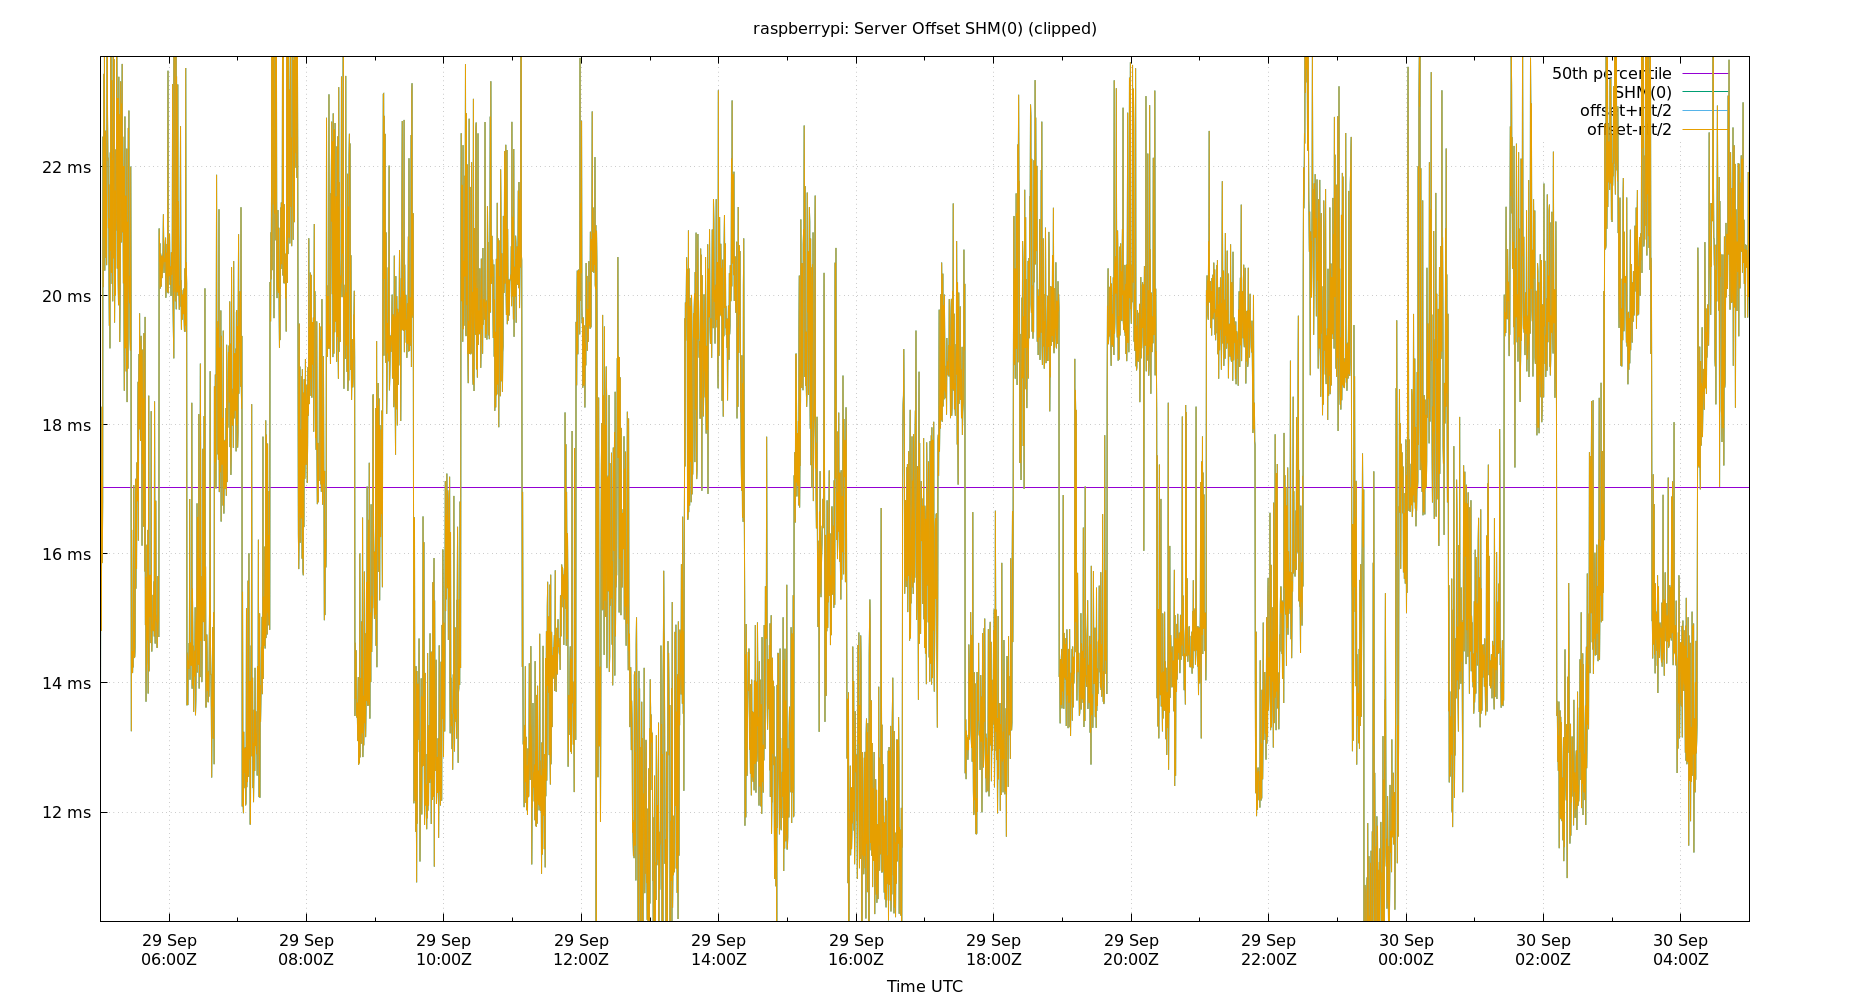 raspberrypi: Server Offset SHM(0) (clipped)
50th percentile
SHM(0)
offset+rtt/2
offset-rtt/2
22 ms
20 ms
18 ms
16 ms
14 ms
12 ms
29 Sep 29 Sep 29 Sep 29 Sep 29 Sep 29 Sep 29 Sep 29 Sep 29 Sep 30 Sep 30 Sep 30 Sep
06:00Z 08:00Z 10:00Z 12:00Z 14:00Z 16:00Z 18:00Z 20:00Z 22:00Z 00:00Z 02:00Z 04:00Z
Time UTC